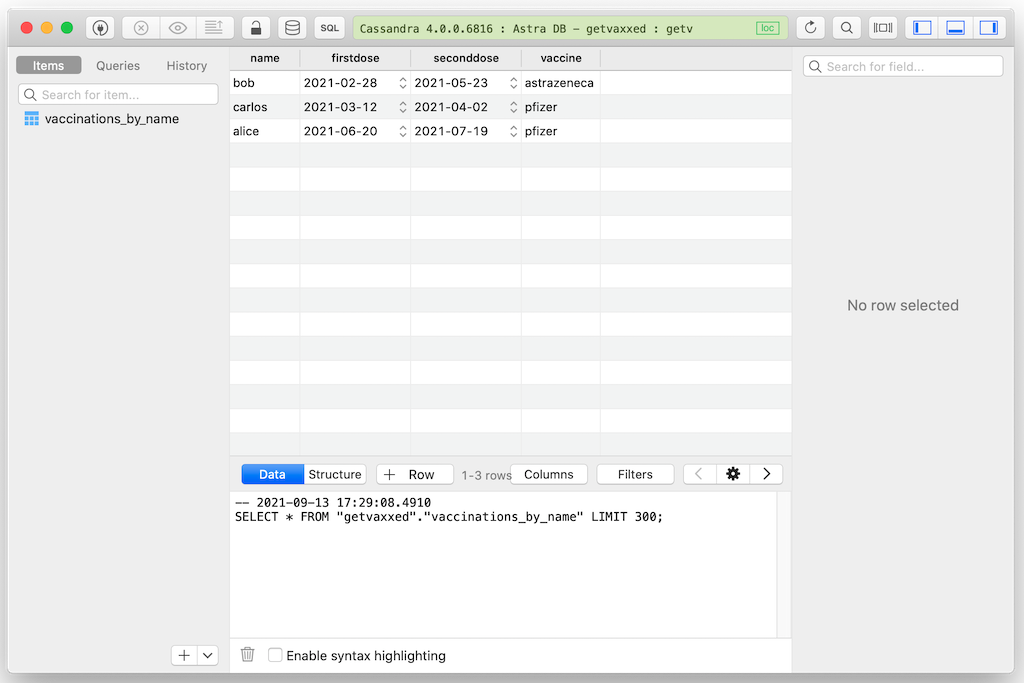 SQL
Cassandra 4.0.0.6816 : Astra DB – getvaxxed : getv
loc
Items
Queries
History
Search for item...
vaccinations_by_name
name firstdose seconddose vaccine
bob 2021-02-28 2021-05-23 astrazeneca
carlos 2021-03-12 2021-04-02 pfizer
alice 2021-06-20 2021-07-19 pfizer
Search for field...
No row selected
Data Structure + Row 1-3 rows Columns Filters
-- 2021-09-13 17:29:08.4910
SELECT * FROM "getvaxxed"."vaccinations_by_name" LIMIT 300;
Enable syntax highlighting